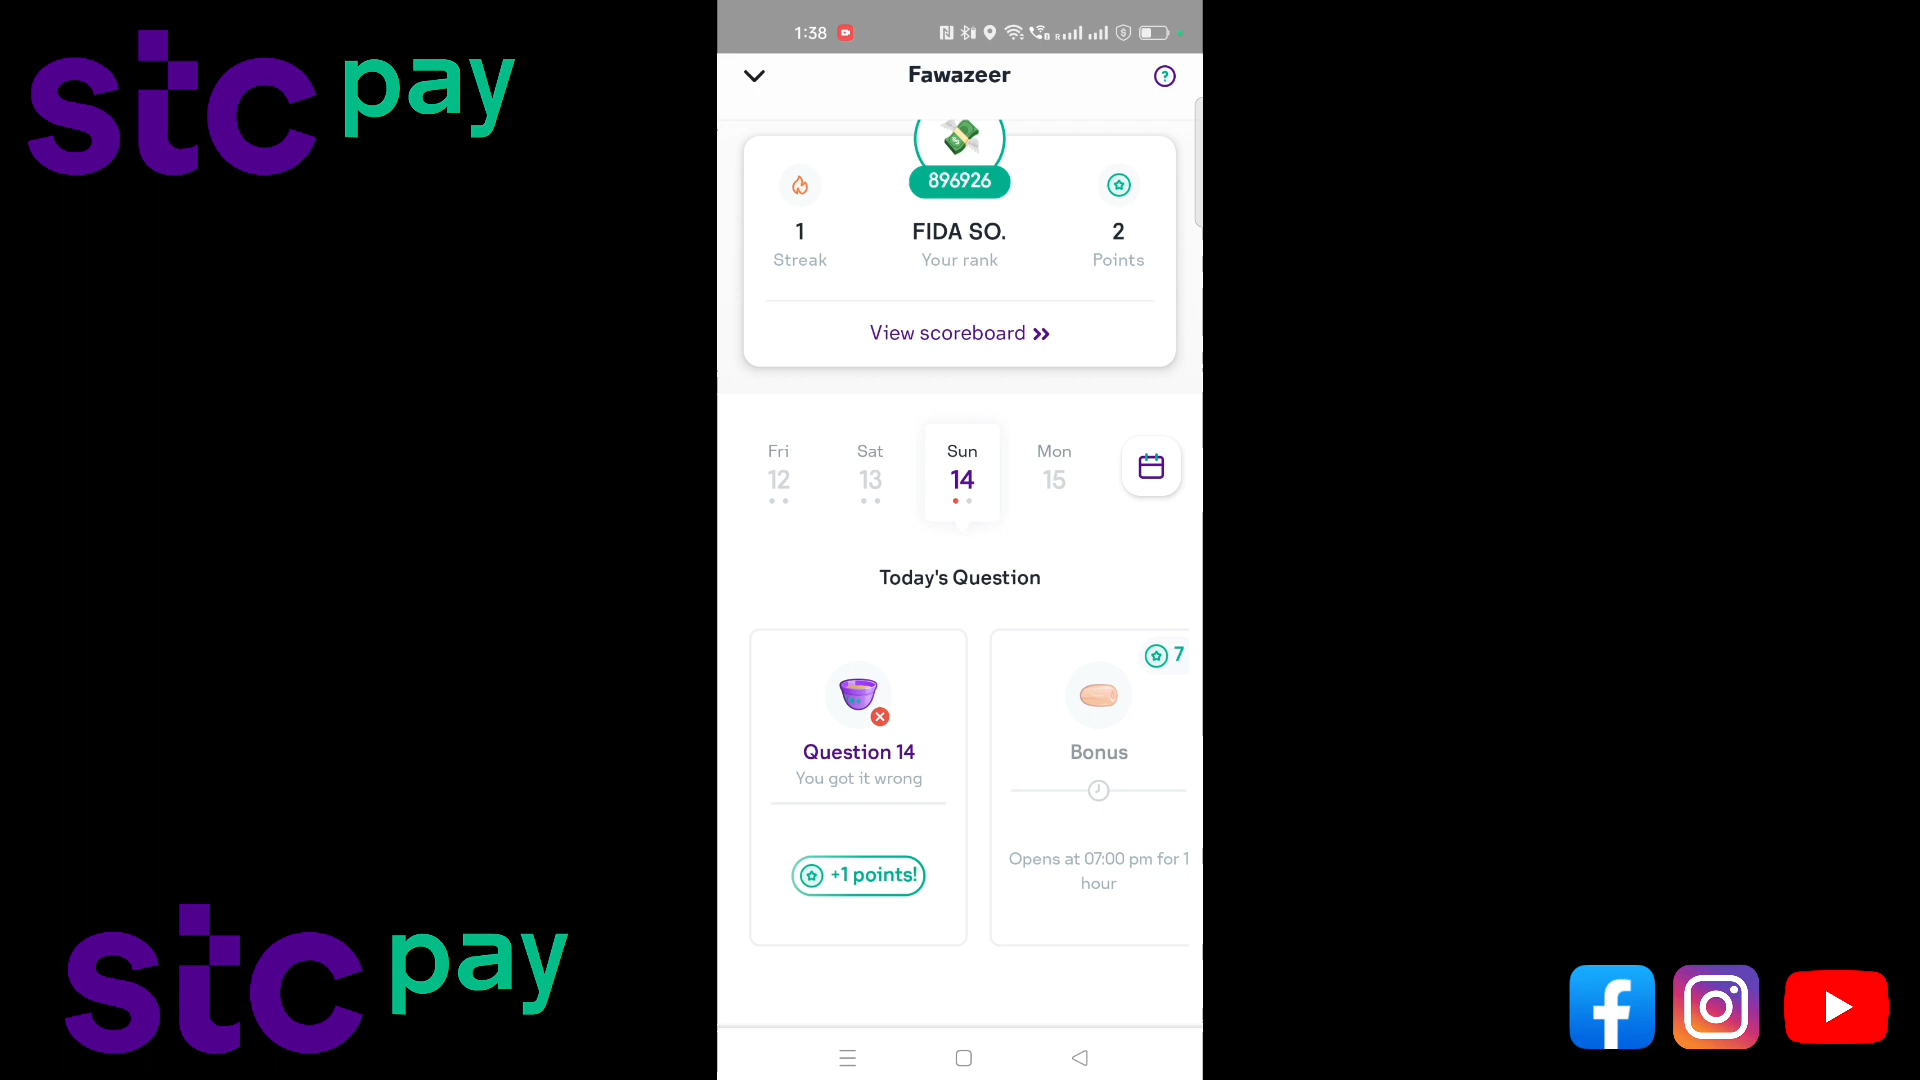 stc pay
1:38
Fawazeer
896926
1
FIDA SO.
2
Streak
Your rank
Points
View scoreboard
Fri
Sat
Sun
Mon
12
13
14
15
Today's Question
7
Question 14
Bonus
You got it wrong
+1 points!
Opens at 07:00 pm for 1
hour
stc pay